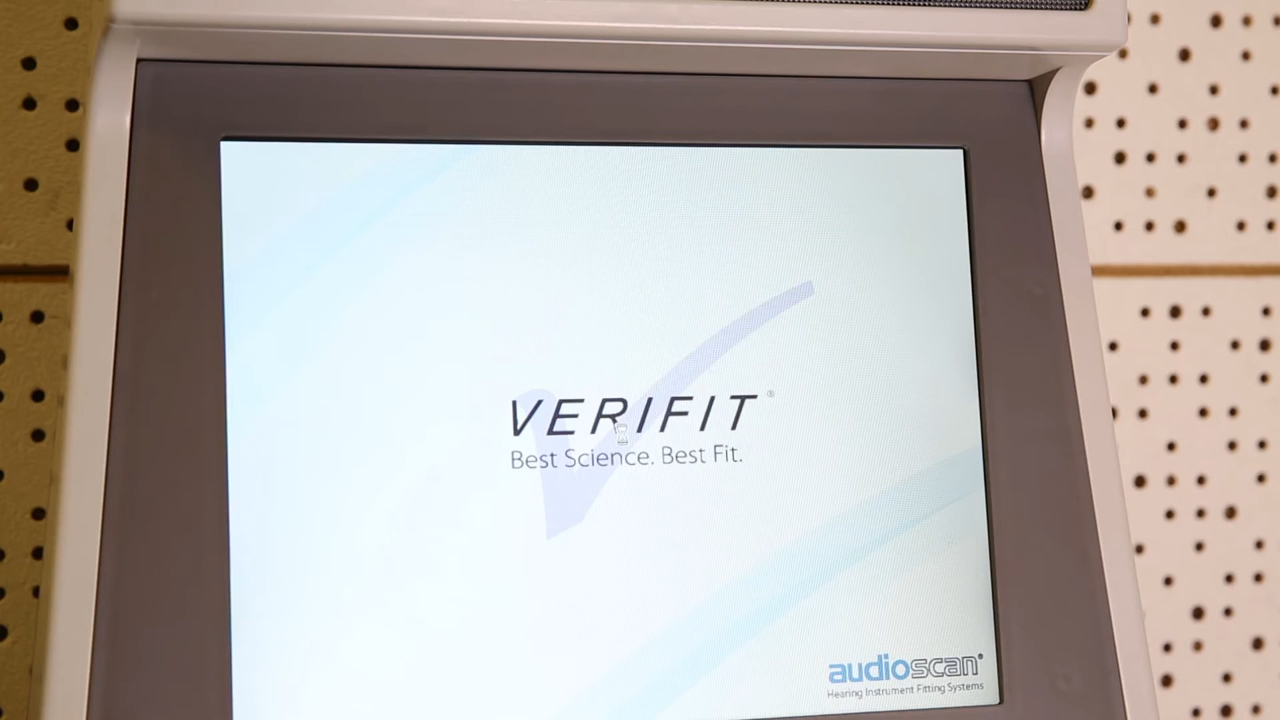 VERIFIT®
Best Science. Best Fit.
audioscan®
Hearing Instrument Fitting Systems